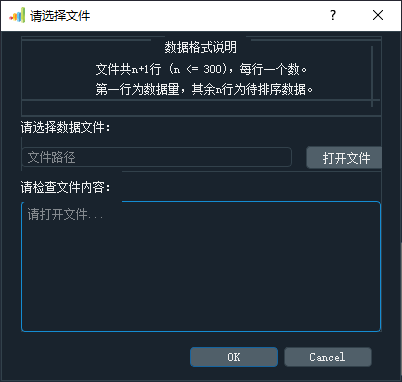 请选择文件
?
数据格式说明
文件共n+1行 (n <= 300)，每行一个数。
第一行为数据量，其余n行为待排序数据。
请选择数据文件：
文件路径
打开文件
请检查文件内容：
请打开文件...
OK
Cancel